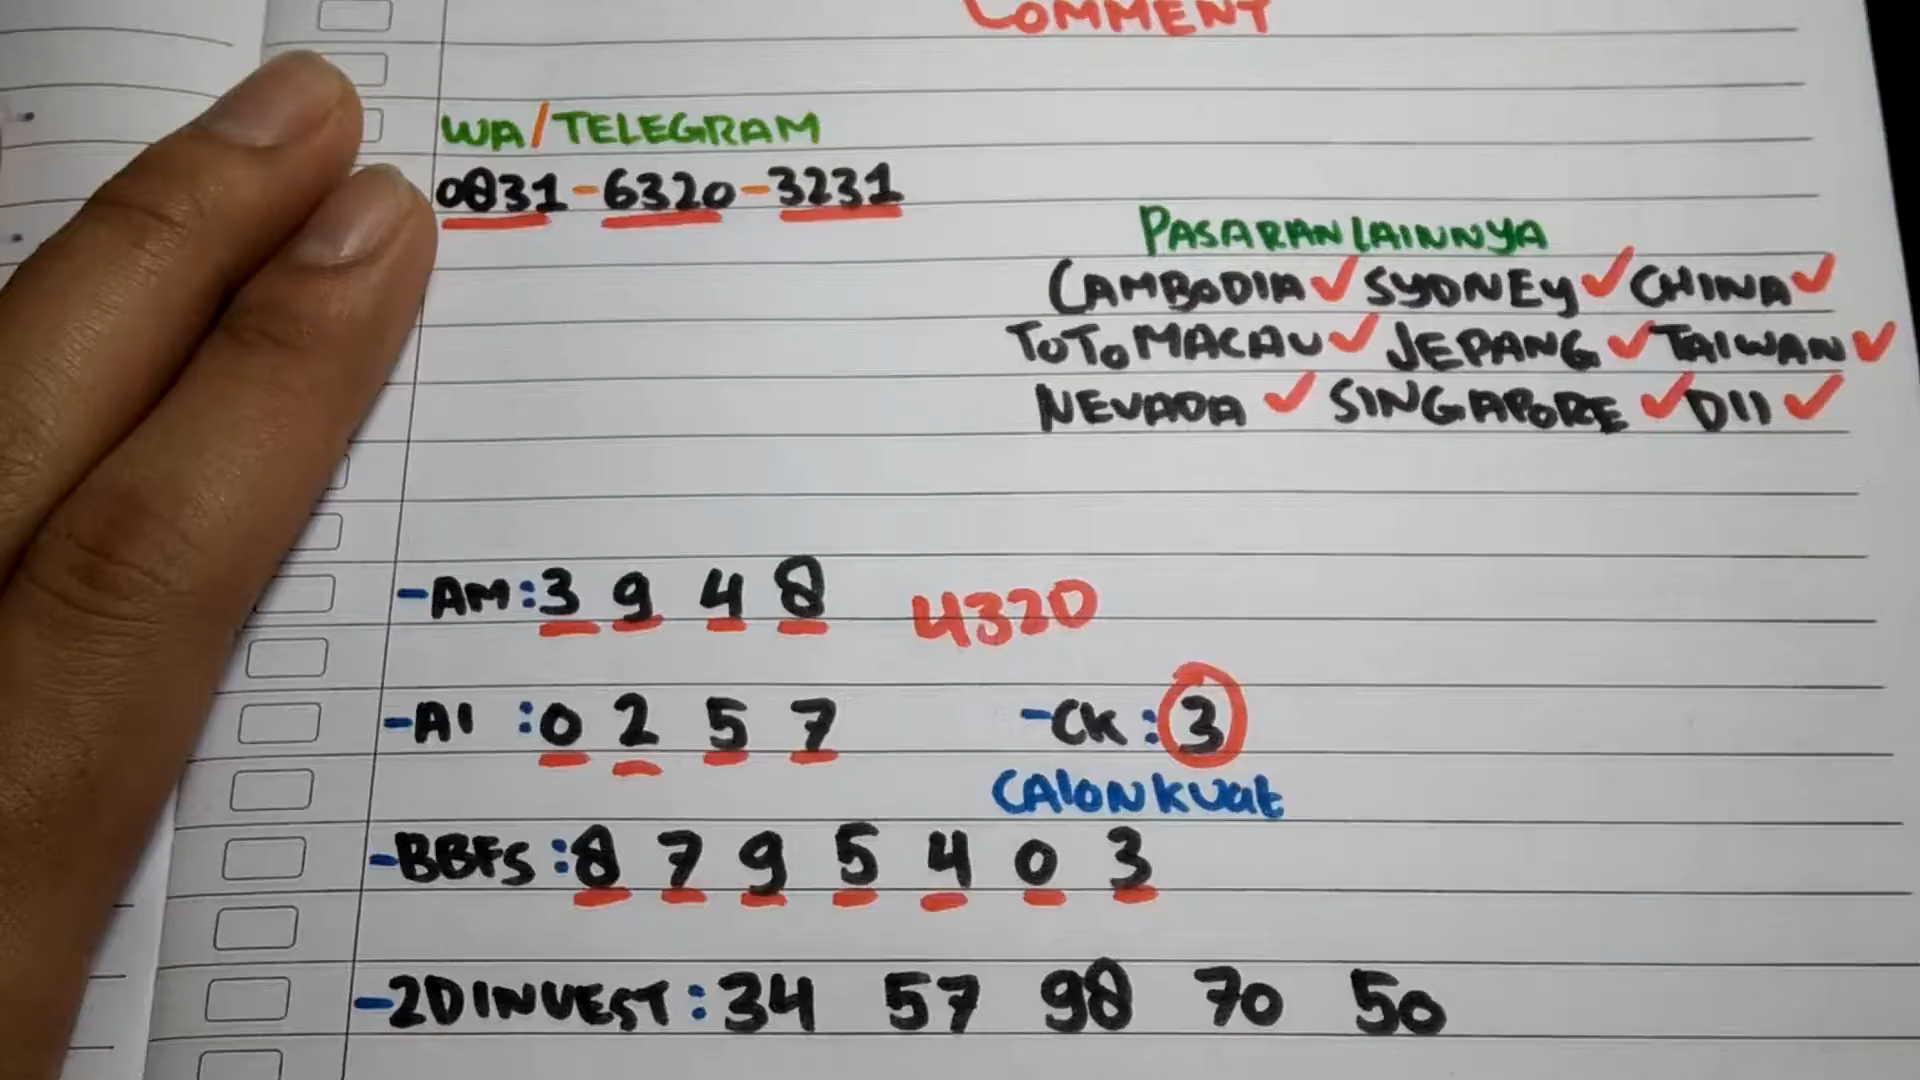 COMMENT
WA/TELEGRAM
0831-6320-3231
PASARAN LAINNYA
CAMBODIA✓SYDNEY✓CHINA✓
TOTO MACAU✓JEPANG✓TAIWAN✓
NEVADA✓SINGAPORE✓Dll✓
-AM:3 9 4 8 4320
-AI :0 2 5 7 -CK:3
CALON KUAt
-BBFS:8 7 9 5 4 0 3
-2D INVEST:34 57 98 70 50